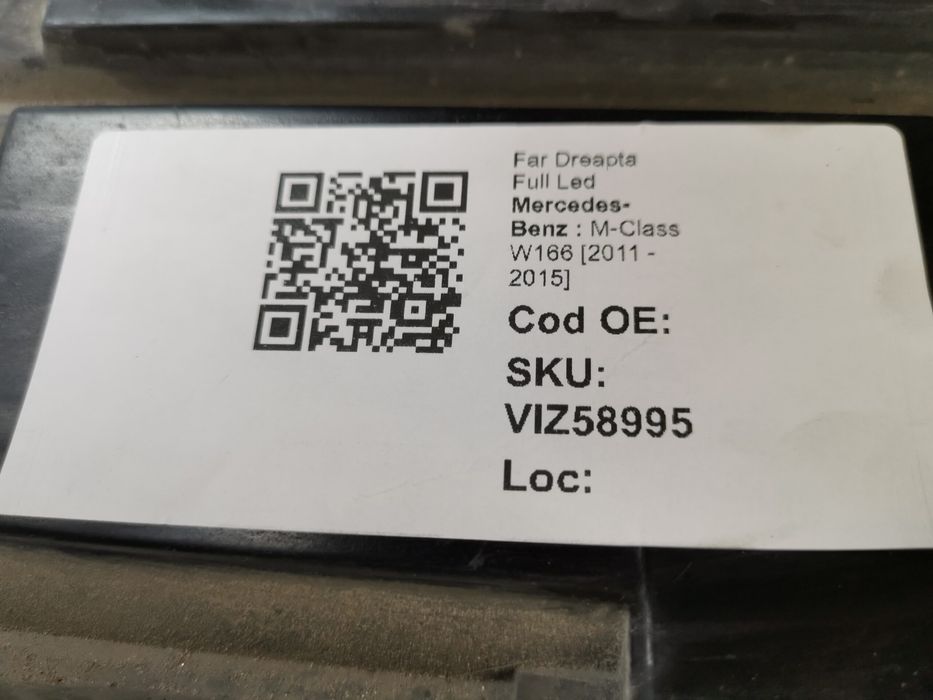 Far Dreapta
Full Led
Mercedes-
Benz : M-Class
W166 [2011 -
2015]
Cod OE:
SKU:
VIZ58995
Loc: